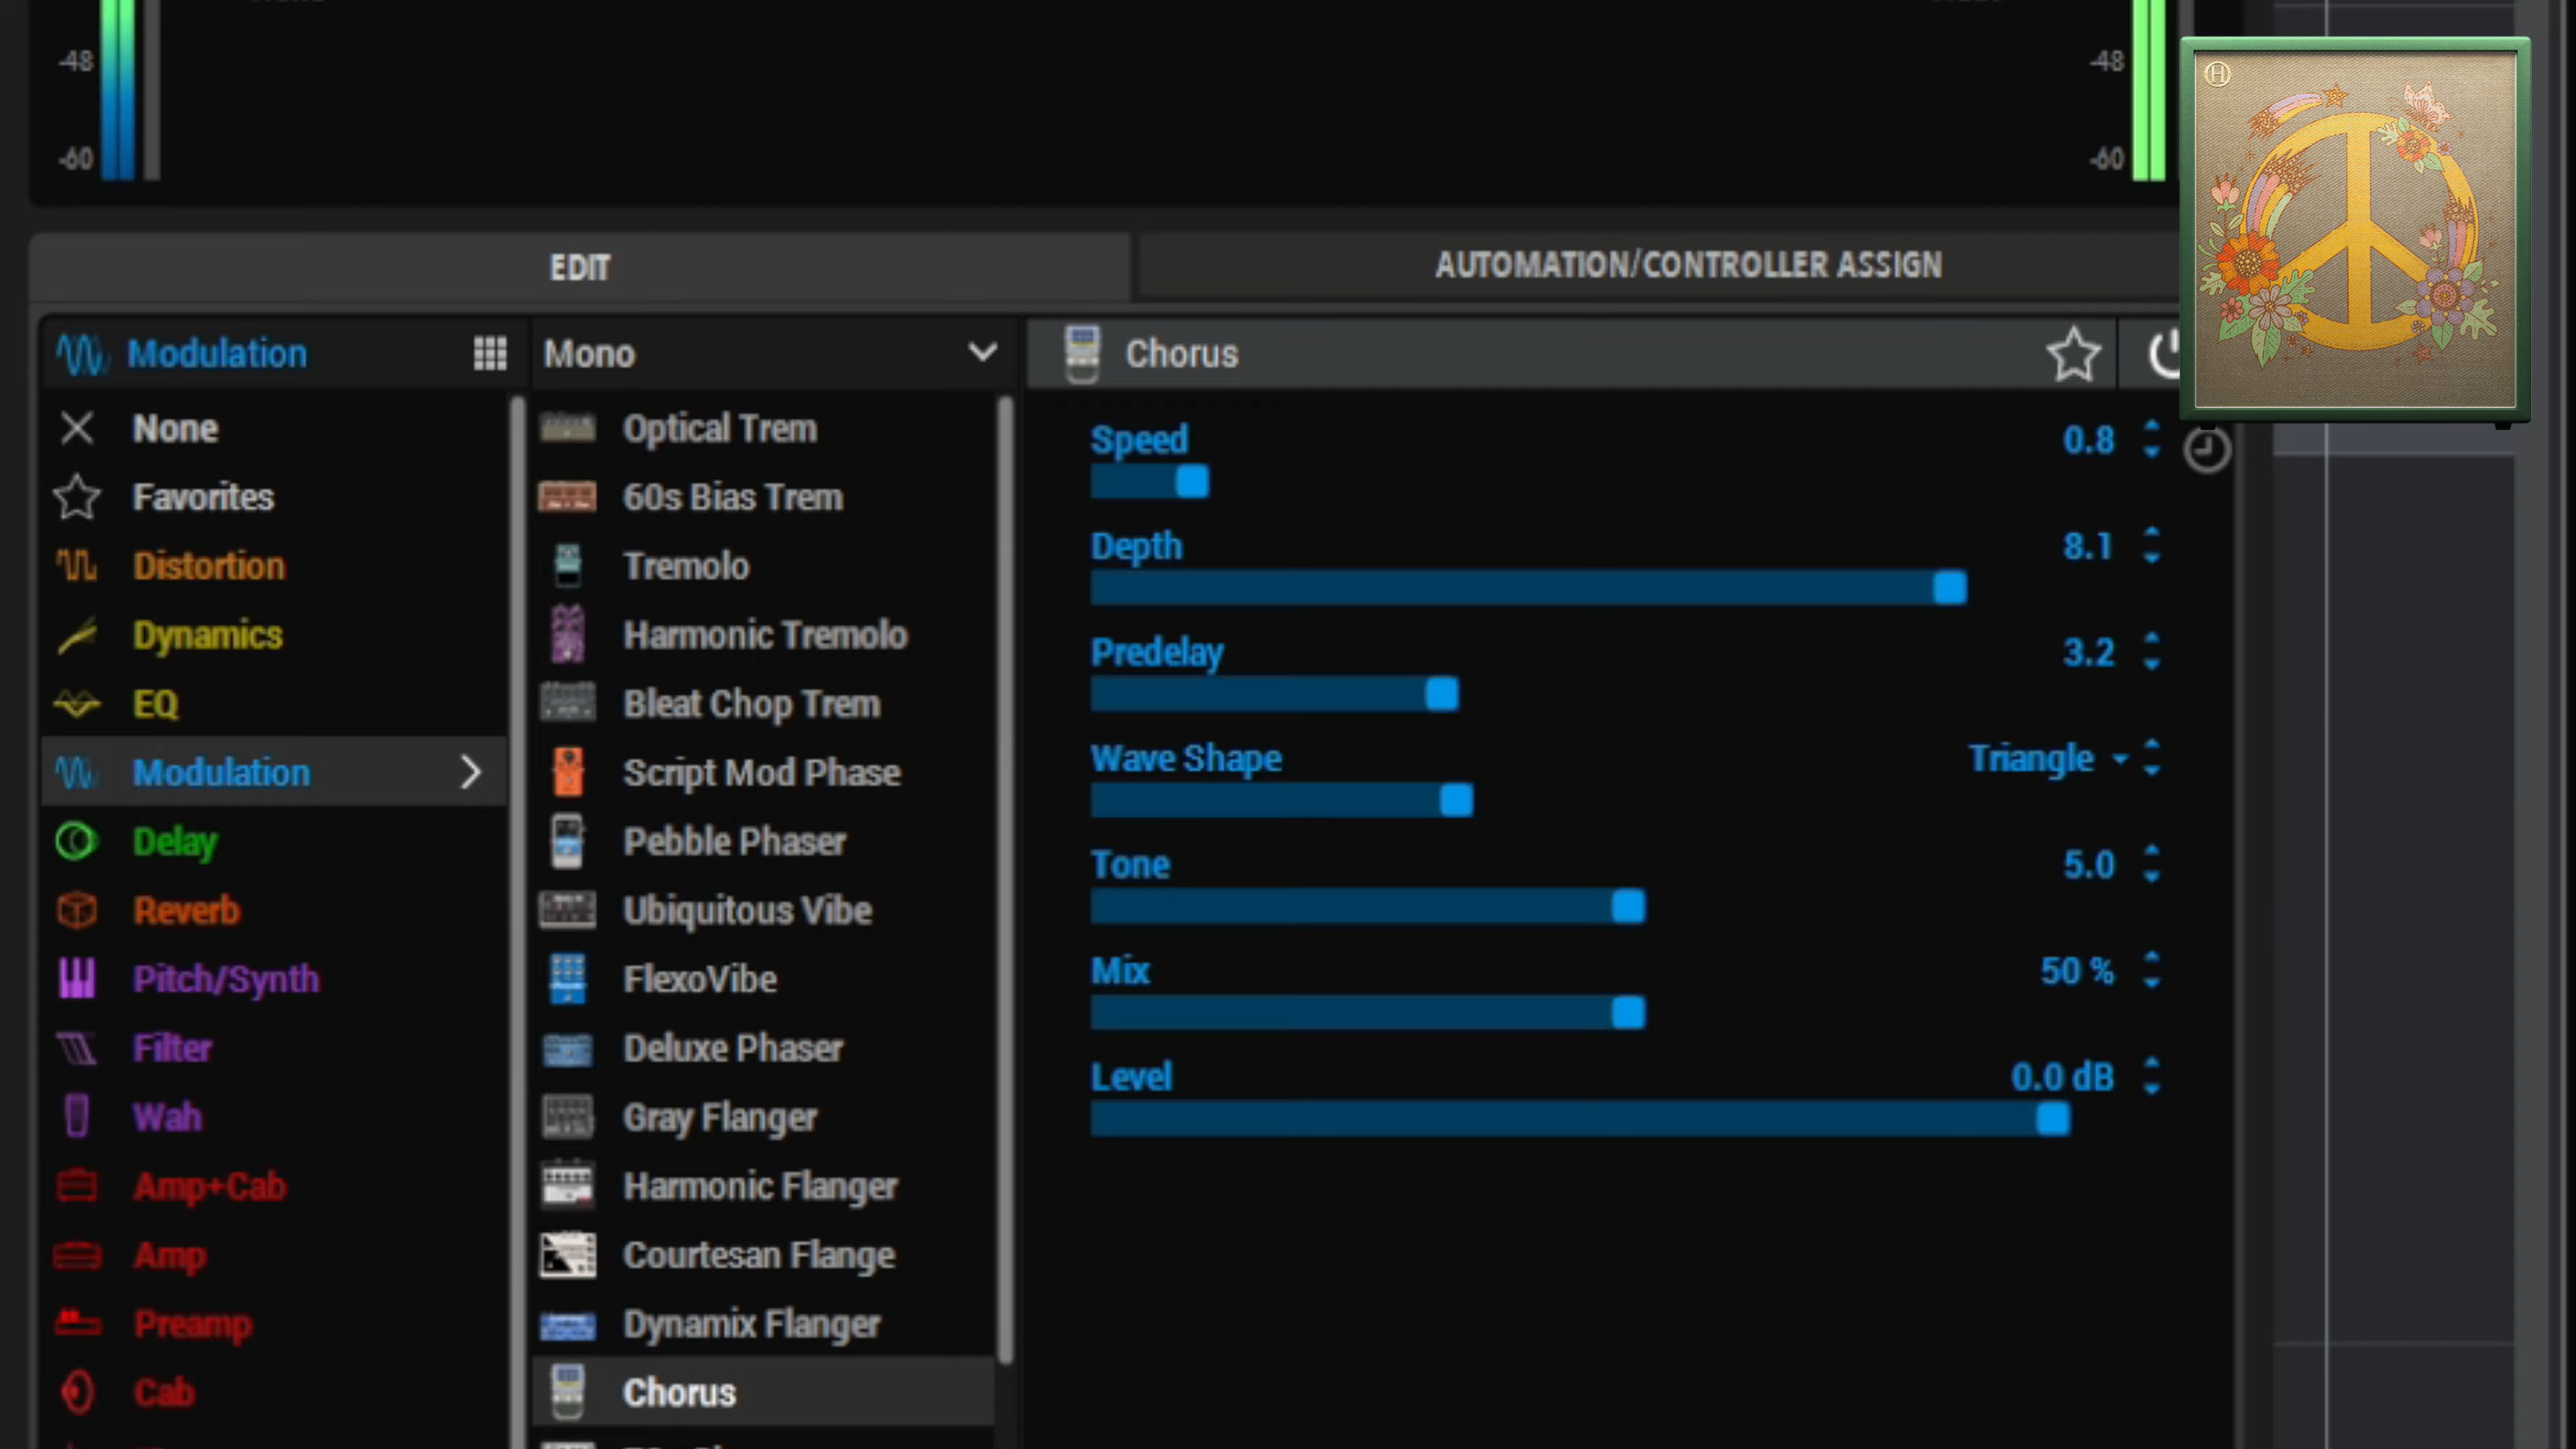 -48
-48
-60
-60
EDIT
AUTOMATION/CONTROLLER ASSIGN
Modulation
Mono
Chorus
None
Favorites
Distortion
Dynamics
EQ
Modulation
Delay
Reverb
Pitch/Synth
Filter
Wah
Amp+Cab
Amp
Preamp
Cab
Optical Trem
60s Bias Trem
Tremolo
Harmonic Tremolo
Bleat Chop Trem
Script Mod Phase
Pebble Phaser
Ubiquitous Vibe
FlexoVibe
Deluxe Phaser
Gray Flanger
Harmonic Flanger
Courtesan Flange
Dynamix Flanger
Chorus
Speed 0.8
Depth 8.1
Predelay 3.2
Wave Shape Triangle
Tone 5.0
Mix 50 %
Level 0.0 dB
H